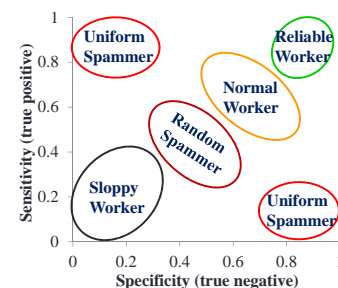 1
Uniform
Spammer
Reliable
Worker
0.8
Normal
Worker
0.6
Random
Spammer
0.4
Sloppy
Worker
0.2
Uniform
Spammer
0
Sensitivity (true positive)
0 0.2 0.4 0.6 0.8
Specificity (true negative)